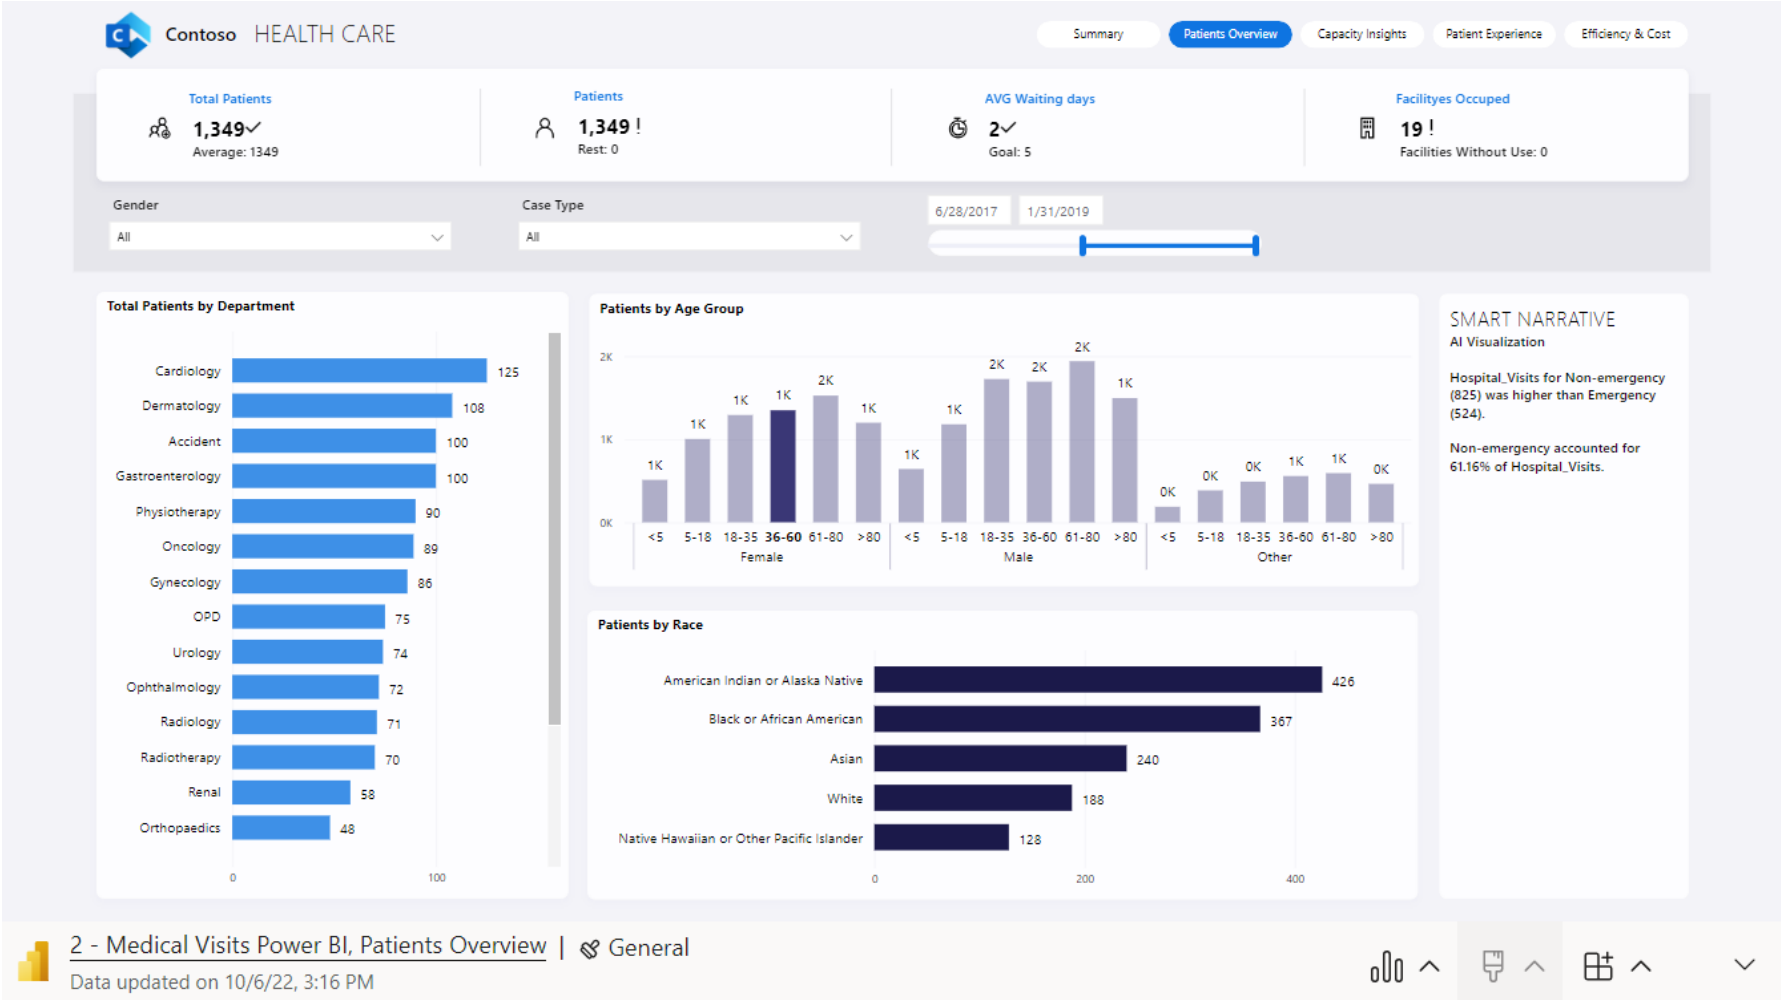 Contoso HEALTH CARE
Summary
Patients Overview
Capacity Insights
Patient Experience
Efficiency & Cost
Total Patients
1,349
Average: 1349
Patients
1,349 !
Rest: 0
AVG Waiting days
2
Goal: 5
Facilityes Occuped
19 !
Facilities Without Use: 0
Gender
All
Case Type
All
6/28/2017
1/31/2019
Total Patients by Department
Cardiology 125
Dermatology 108
Accident 100
Gastroenterology 100
Physiotherapy 90
Oncology 89
Gynecology 86
OPD 75
Urology 74
Ophthalmology 72
Radiology 71
Radiotherapy 70
Renal 58
Orthopaedics 48
0 100
Patients by Age Group
2K
1K
0K
1K 1K 1K 1K 2K 1K 1K 1K 2K 2K 2K 1K 0K 0K 0K 1K 1K 0K
<5 5-18 18-35 36-60 61-80 >80 <5 5-18 18-35 36-60 61-80 >80 <5 5-18 18-35 36-60 61-80 >80
Female Male Other
Patients by Race
American Indian or Alaska Native 426
Black or African American 367
Asian 240
White 188
Native Hawaiian or Other Pacific Islander 128
0 200 400
SMART NARRATIVE
AI Visualization
Hospital_Visits for Non-emergency
(825) was higher than Emergency
(524).
Non-emergency accounted for
61.16% of Hospital_Visits.
2 - Medical Visits Power BI, Patients Overview | General
Data updated on 10/6/22, 3:16 PM